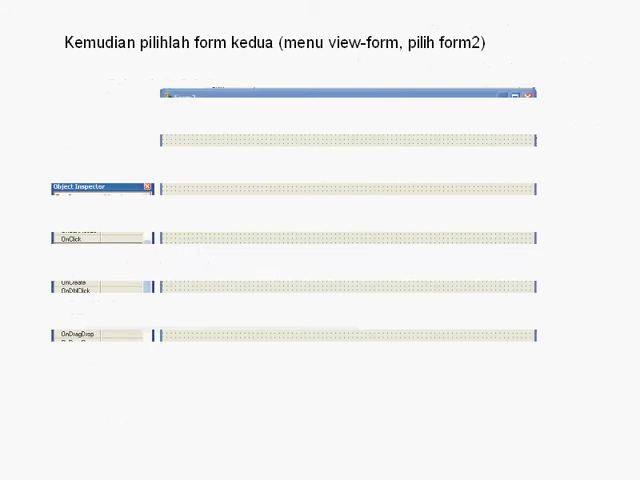 Kemudian pilihlah form kedua (menu view-form, pilih form2)
Object Inspector
OnClick
OnCreate
OnDblClick
OnDragDrop